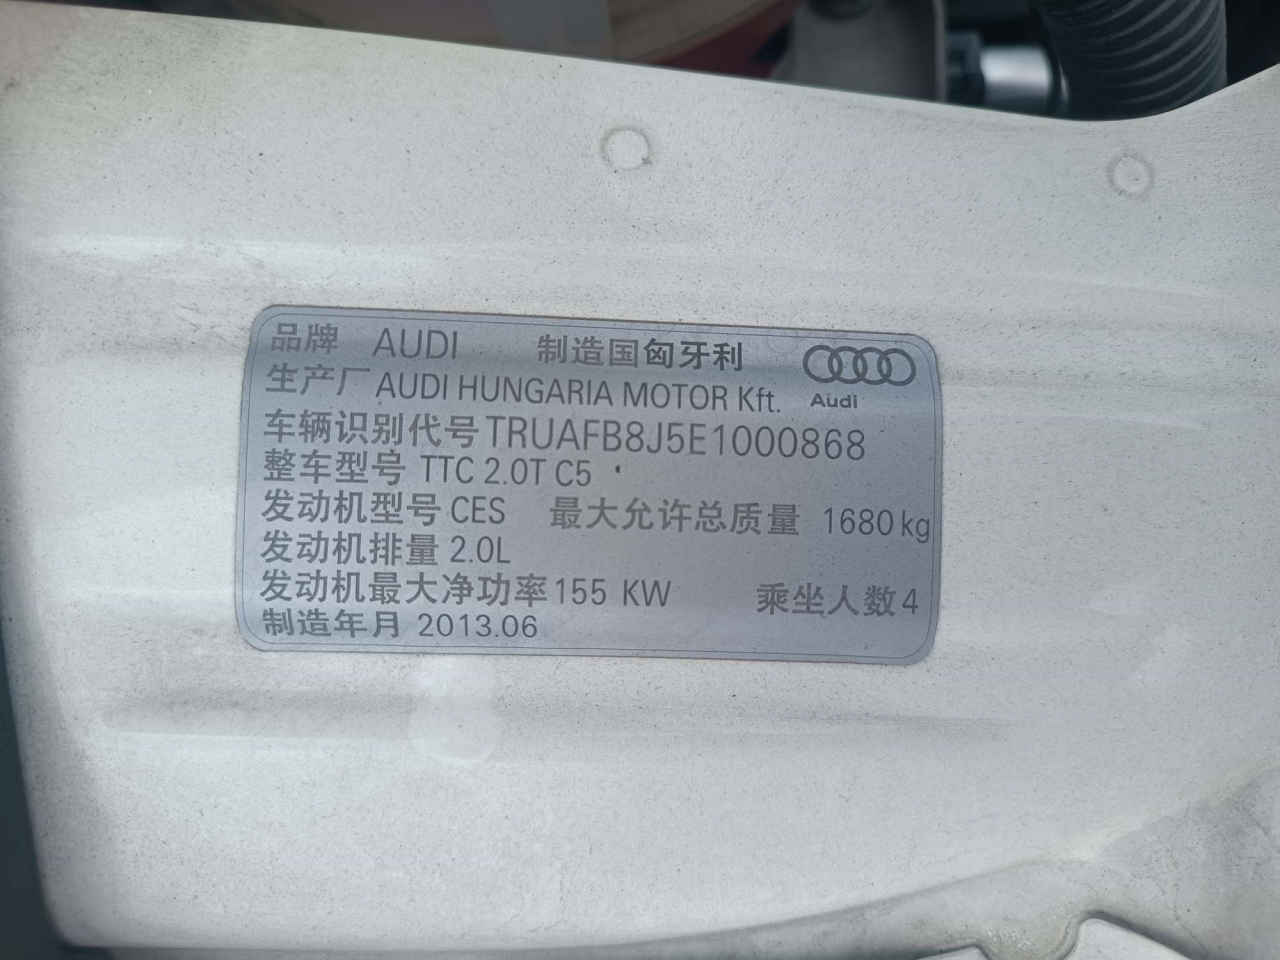 品牌 AUDI 制造国匈牙利
生产厂 AUDI HUNGARIA MOTOR Kft. Audi
车辆识别代号 TRUAFB8J5E1000868
整车型号 TTC 2.0T C5
发动机型号 CES 最大允许总质量 1680 kg
发动机排量 2.0L
发动机最大净功率 155 KW 乘坐人数 4
制造年月 2013.06